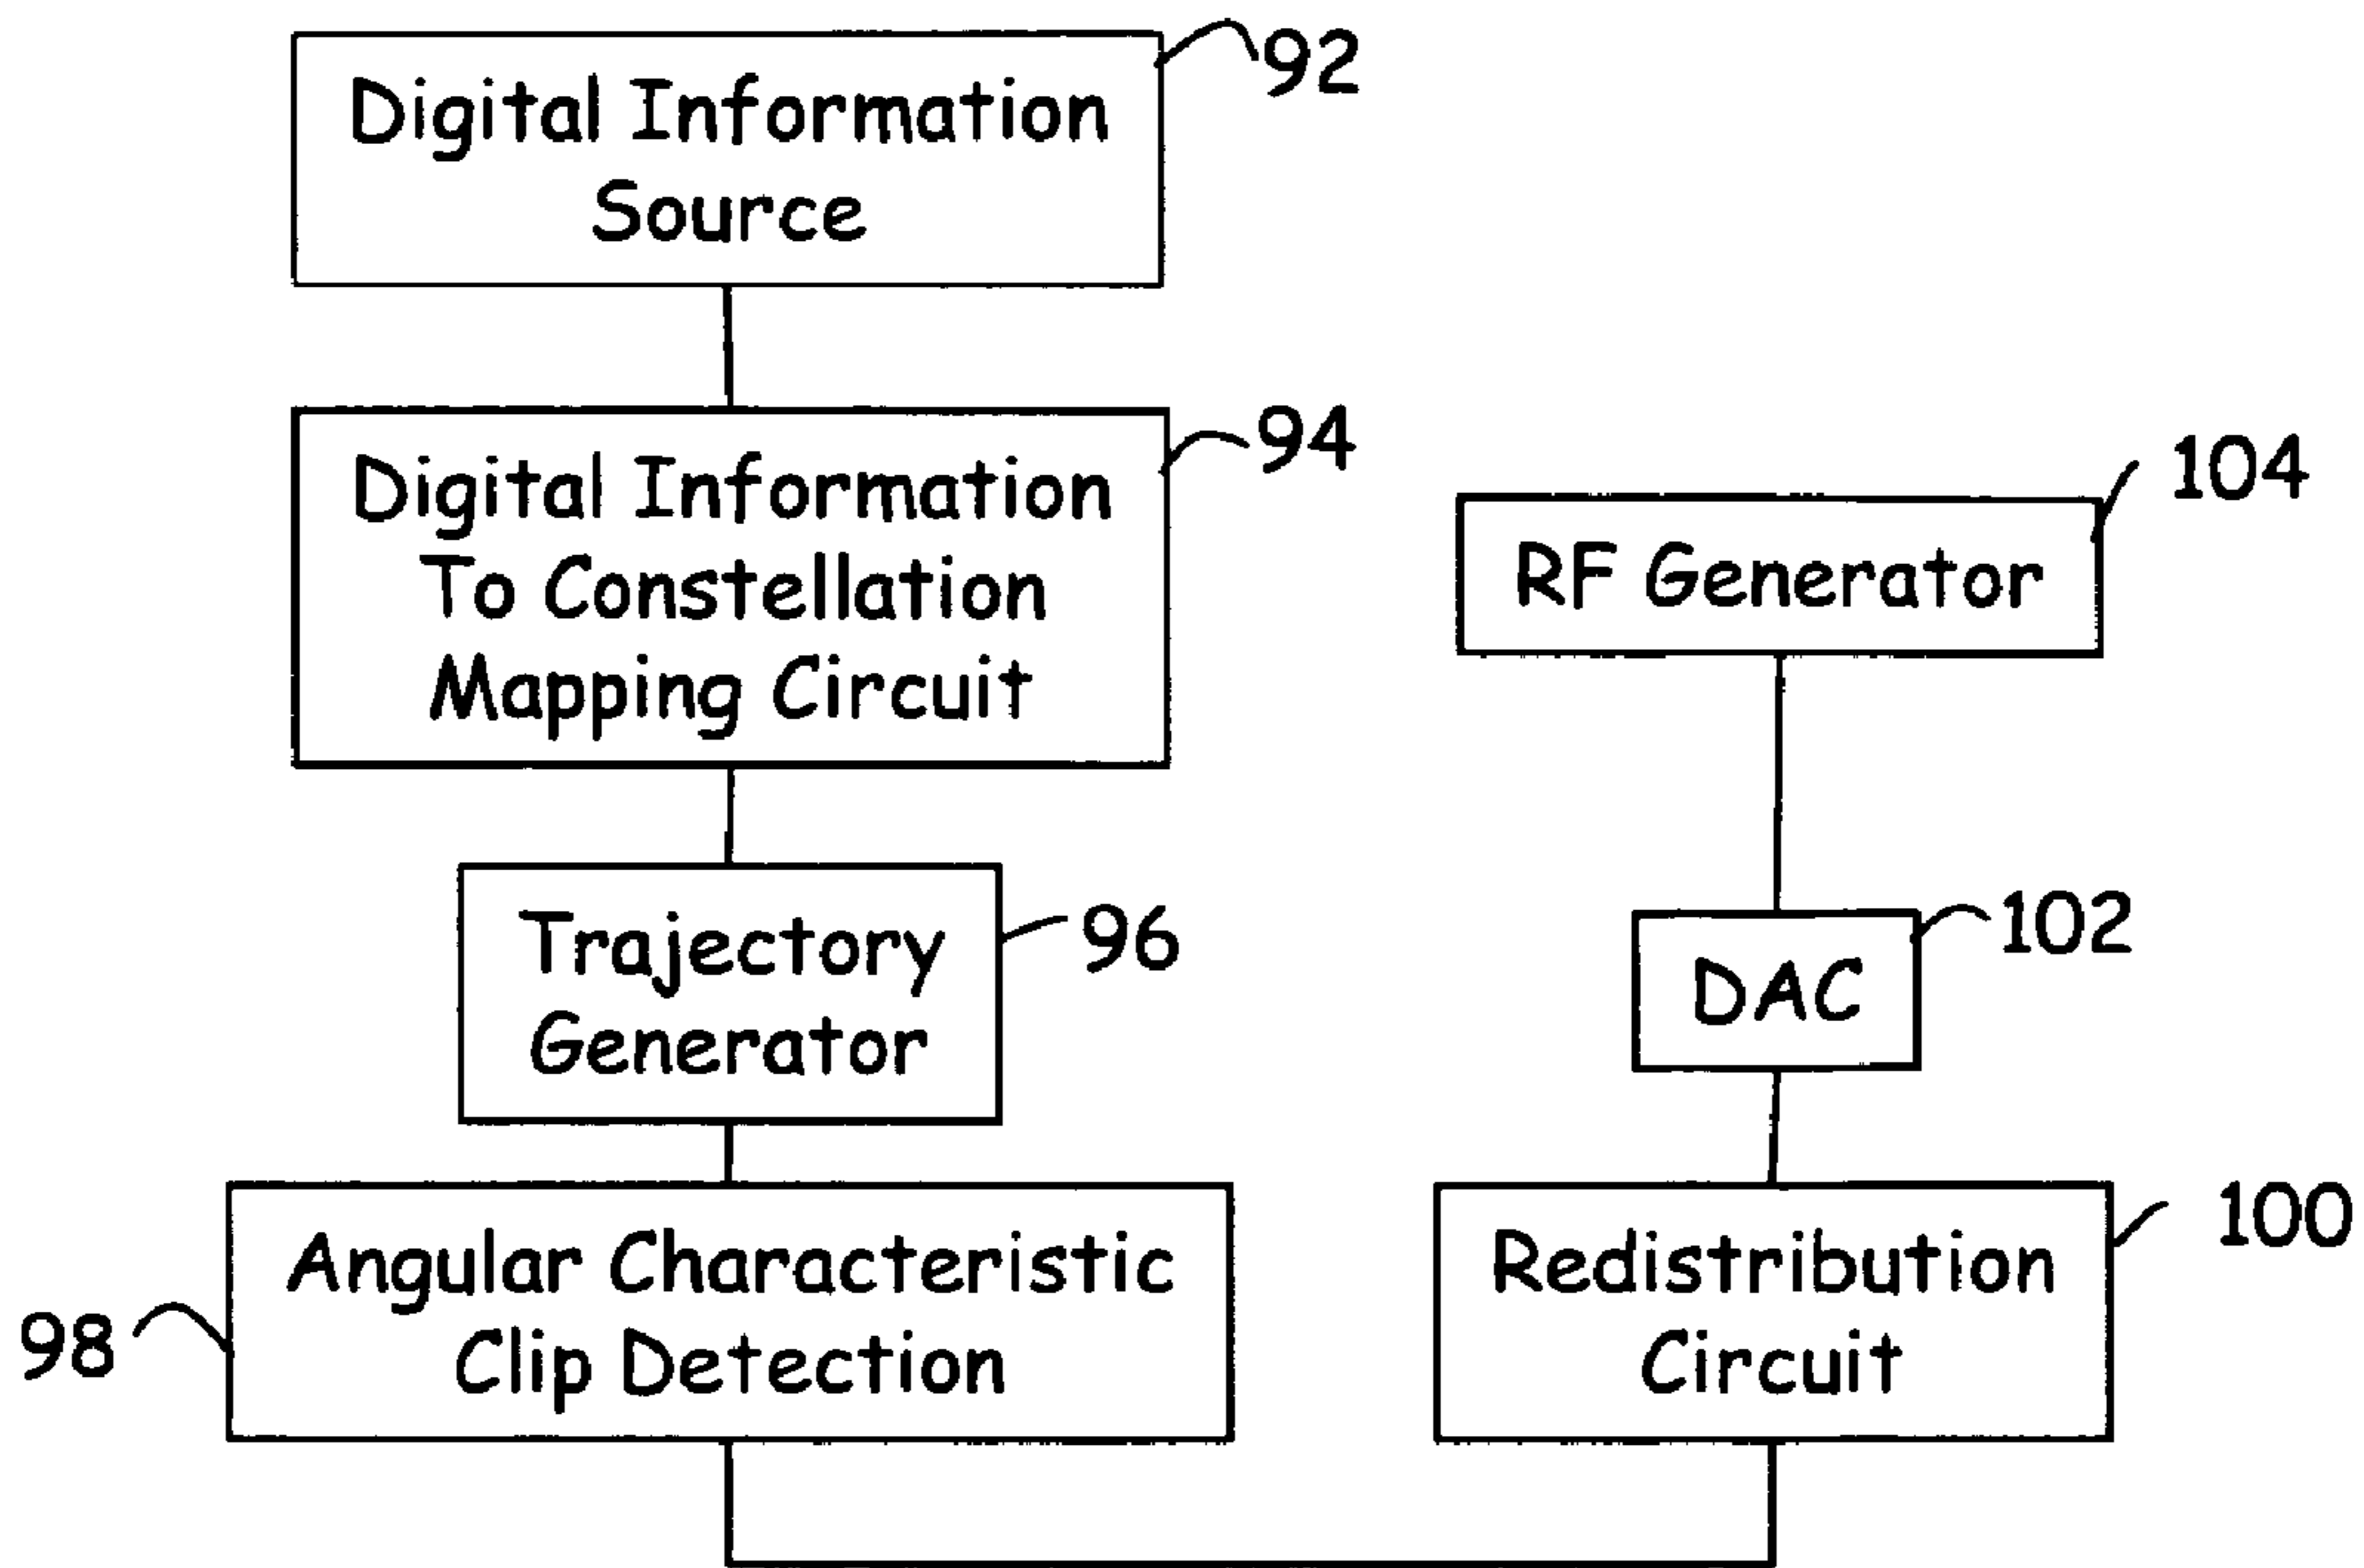 Digital Information
Source
92
Digital Information
To Constellation
Mapping Circuit
94
Trajectory
Generator
96
Angular Characteristic
Clip Detection
98
RF Generator
104
DAC
102
Redistribution
Circuit
100